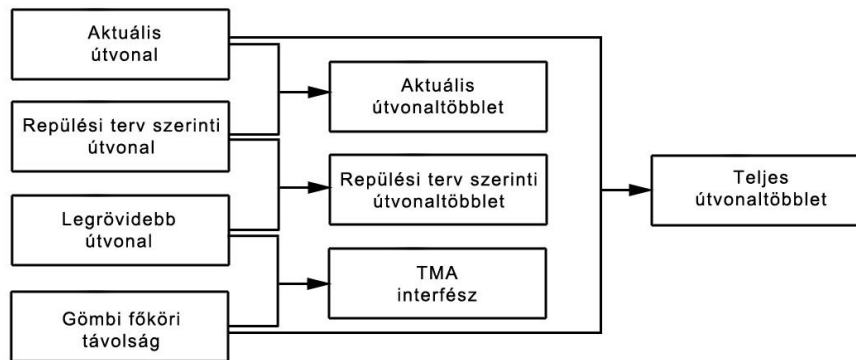 Aktuális
útvonal
Repülési terv szerinti
útvonal
Legrövidebb
útvonal
Gömbi főköri
távolság
Aktuális
útvonaltöbblet
Repülési terv szerinti
útvonaltöbblet
TMA
interfész
Teljes
útvonaltöbblet